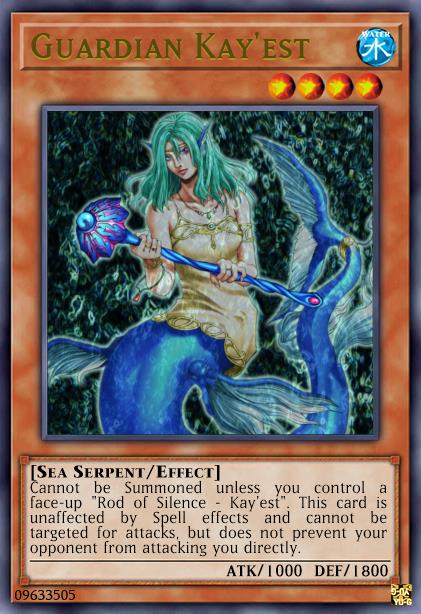 Guardian Kay'est
WATER
水
[Sea Serpent/Effect]
Cannot be Summoned unless you control a
face-up "Rod of Silence - Kay'est". This card is
unaffected by Spell effects and cannot be
targeted for attacks, but does not prevent your
opponent from attacking you directly.
ATK/1000 DEF/1800
09633505